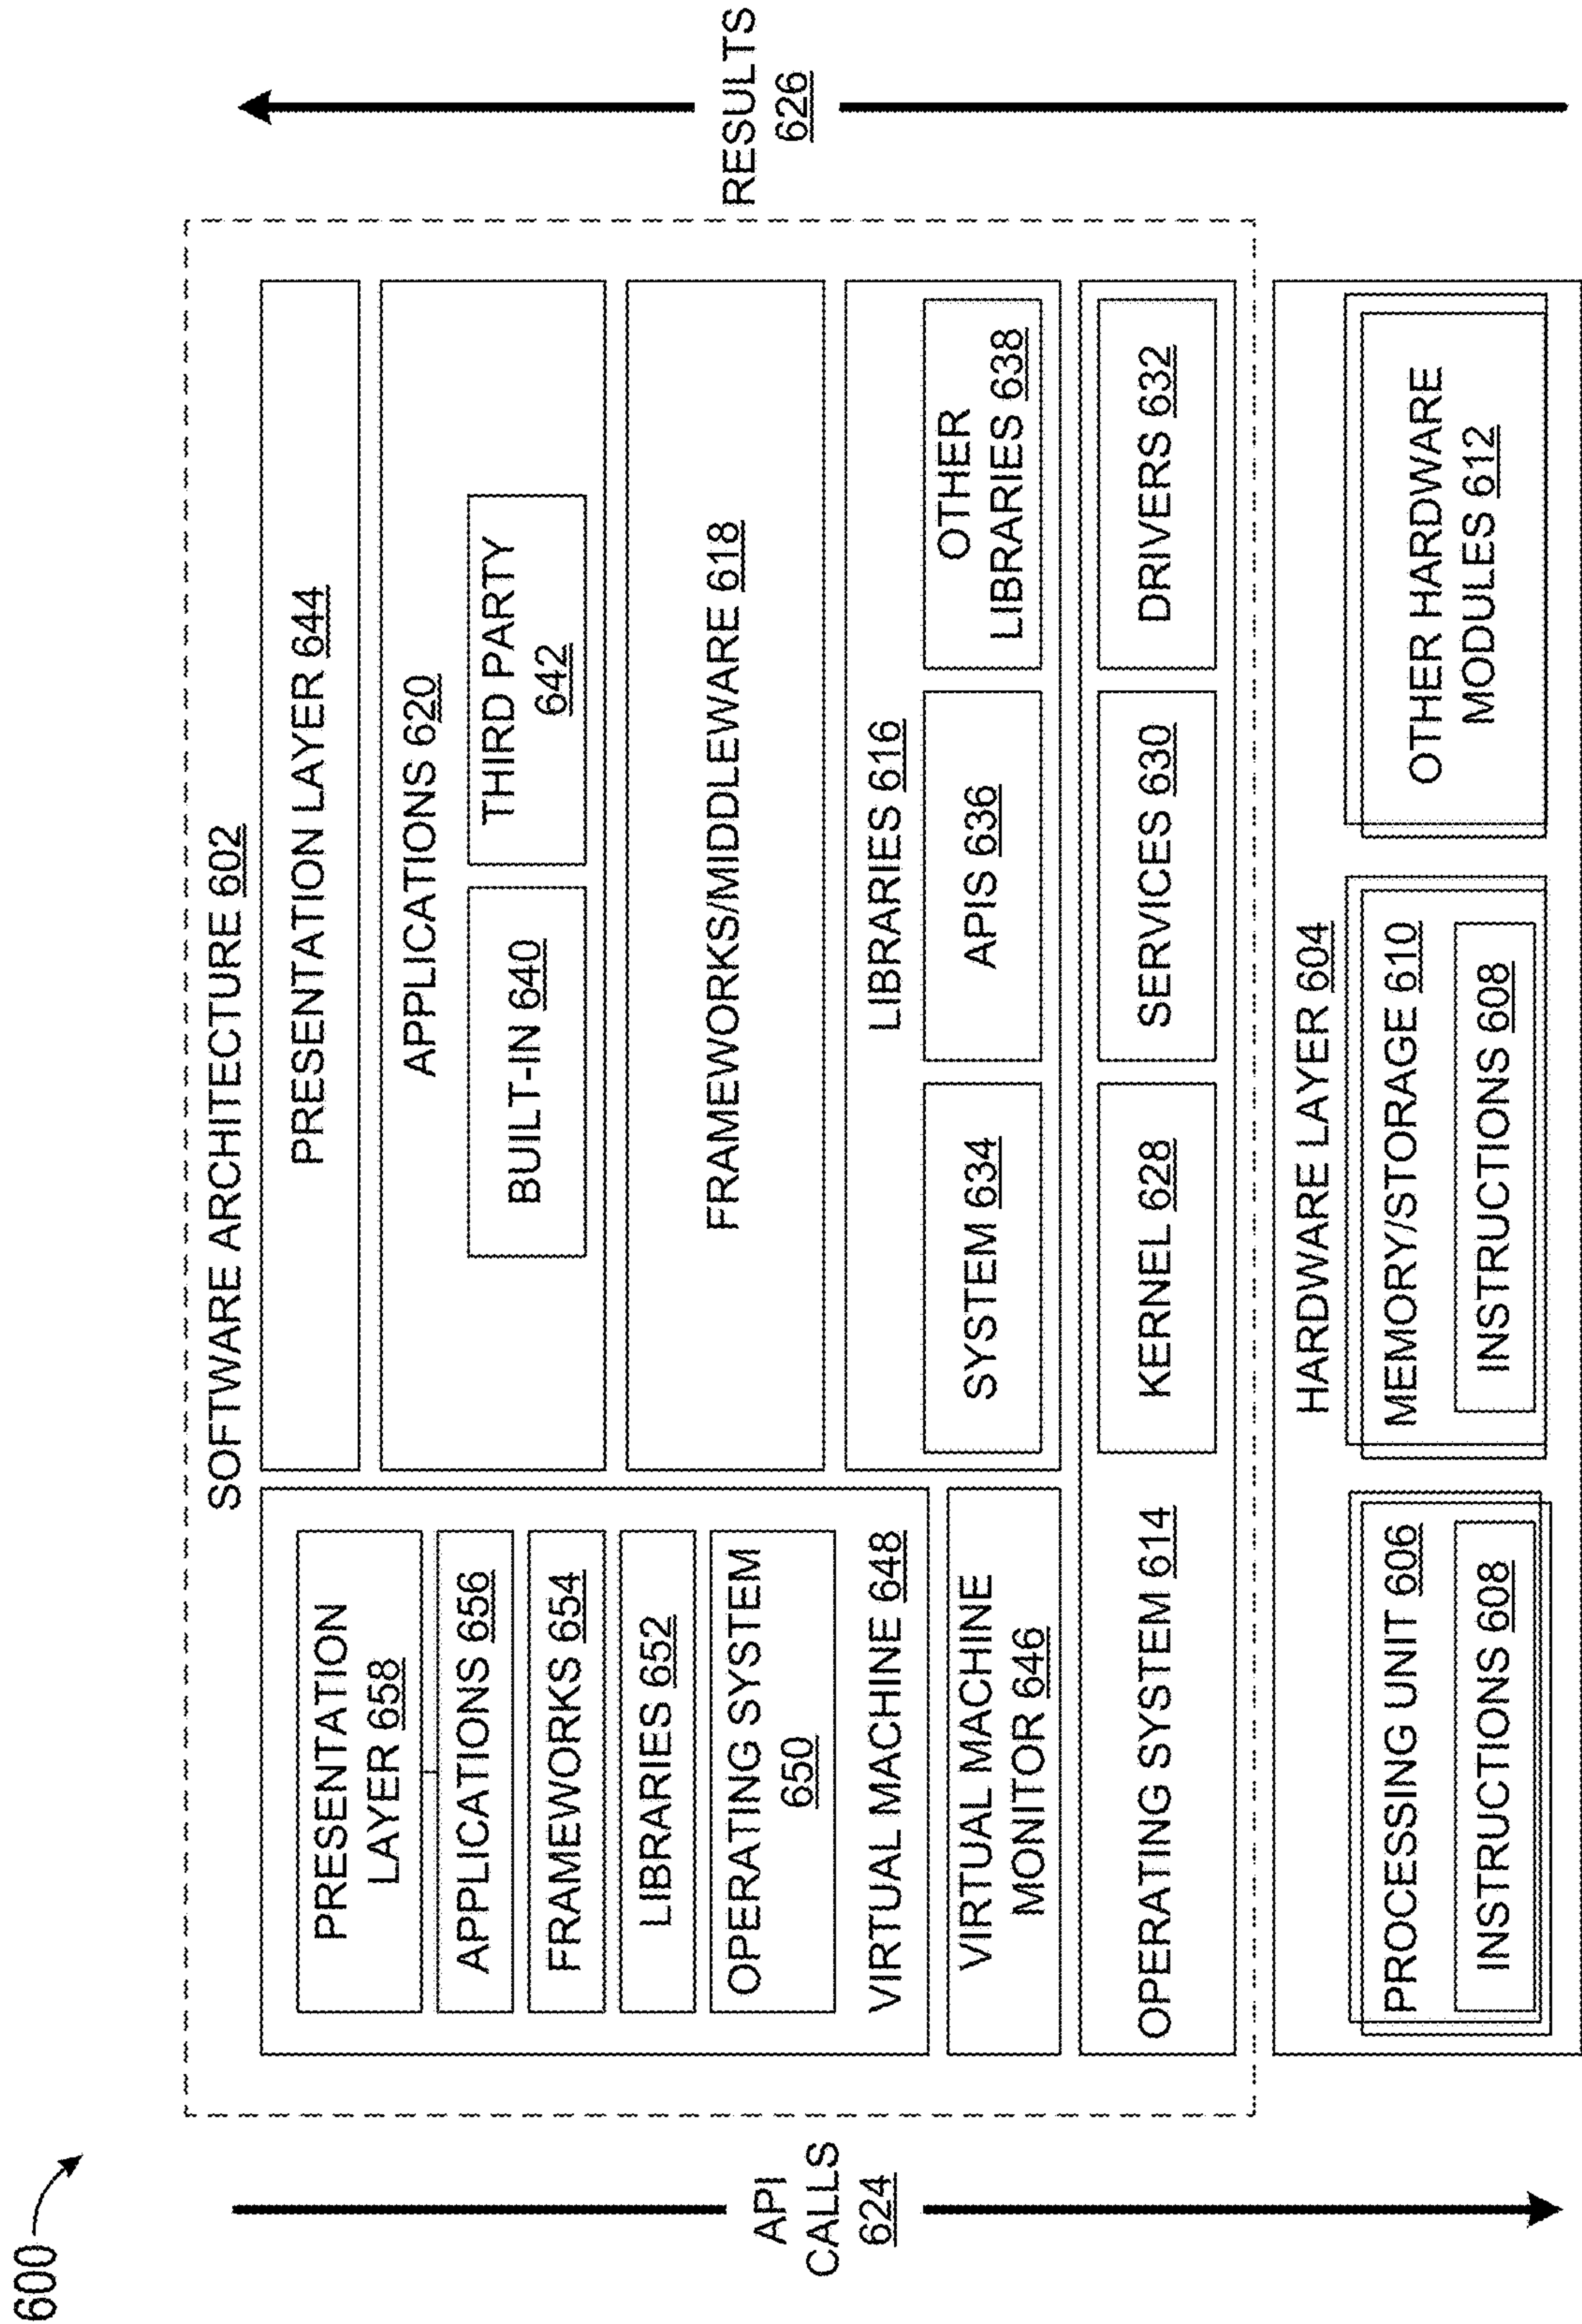 600
SOFTWARE ARCHITECTURE 602
PRESENTATION
LAYER 658
APPLICATIONS 656
FRAMEWORKS 654
LIBRARIES 652
OPERATING SYSTEM
650
VIRTUAL MACHINE 648
VIRTUAL MACHINE
MONITOR 646
PRESENTATION LAYER 644
APPLICATIONS 620
BUILT-IN 640
THIRD PARTY
642
FRAMEWORKS/MIDDLEWARE 618
LIBRARIES 616
SYSTEM 634
APIS 636
OTHER
LIBRARIES 638
OPERATING SYSTEM 614
KERNEL 628
SERVICES 630
DRIVERS 632
HARDWARE LAYER 604
PROCESSING UNIT 606
INSTRUCTIONS 608
MEMORY/STORAGE 610
INSTRUCTIONS 608
OTHER HARDWARE
MODULES 612
API
CALLS
624
RESULTS
626